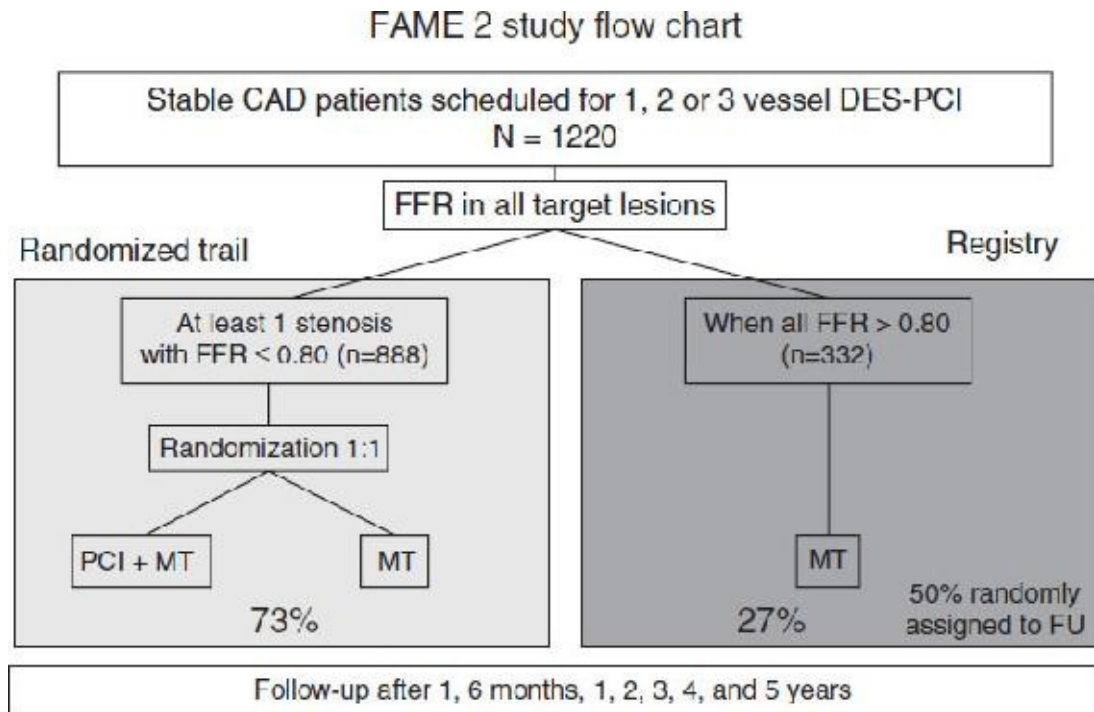 FAME 2 study flow chart
Stable CAD patients scheduled for 1, 2 or 3 vessel DES-PCI
N = 1220
FFR in all target lesions
Randomized trail
Registry
At least 1 stenosis
with FFR ≤ 0.80 (n=888)
When all FFR > 0.80
(n=332)
Randomization 1:1
PCI + MT
MT
MT
73%
27%
50% randomly
assigned to FU
Follow-up after 1, 6 months, 1, 2, 3, 4, and 5 years